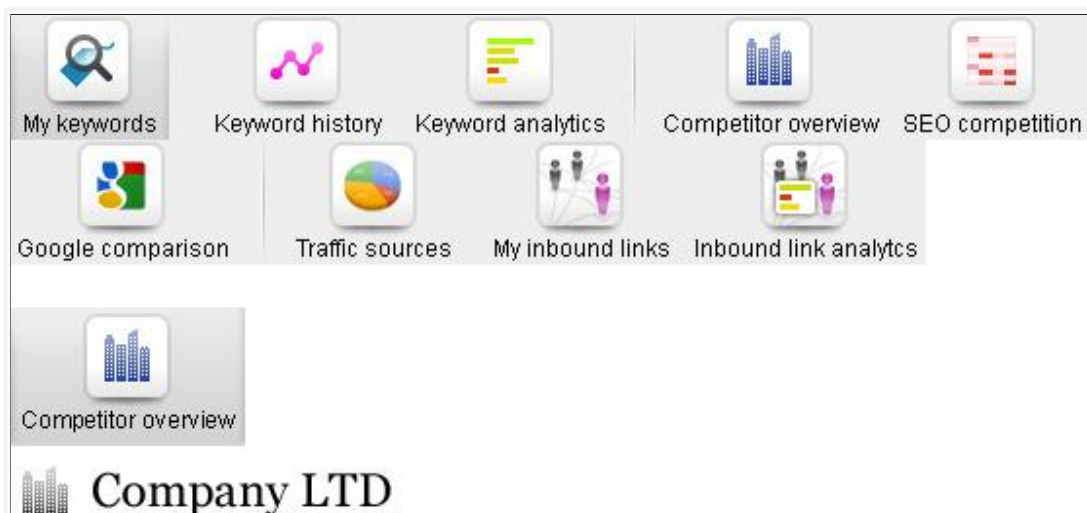 My keywords Keyword history Keyword analytics Competitor overview SEO competition
Google comparison Traffic sources My inbound links Inbound link analytcs
Competitor overview
Company LTD